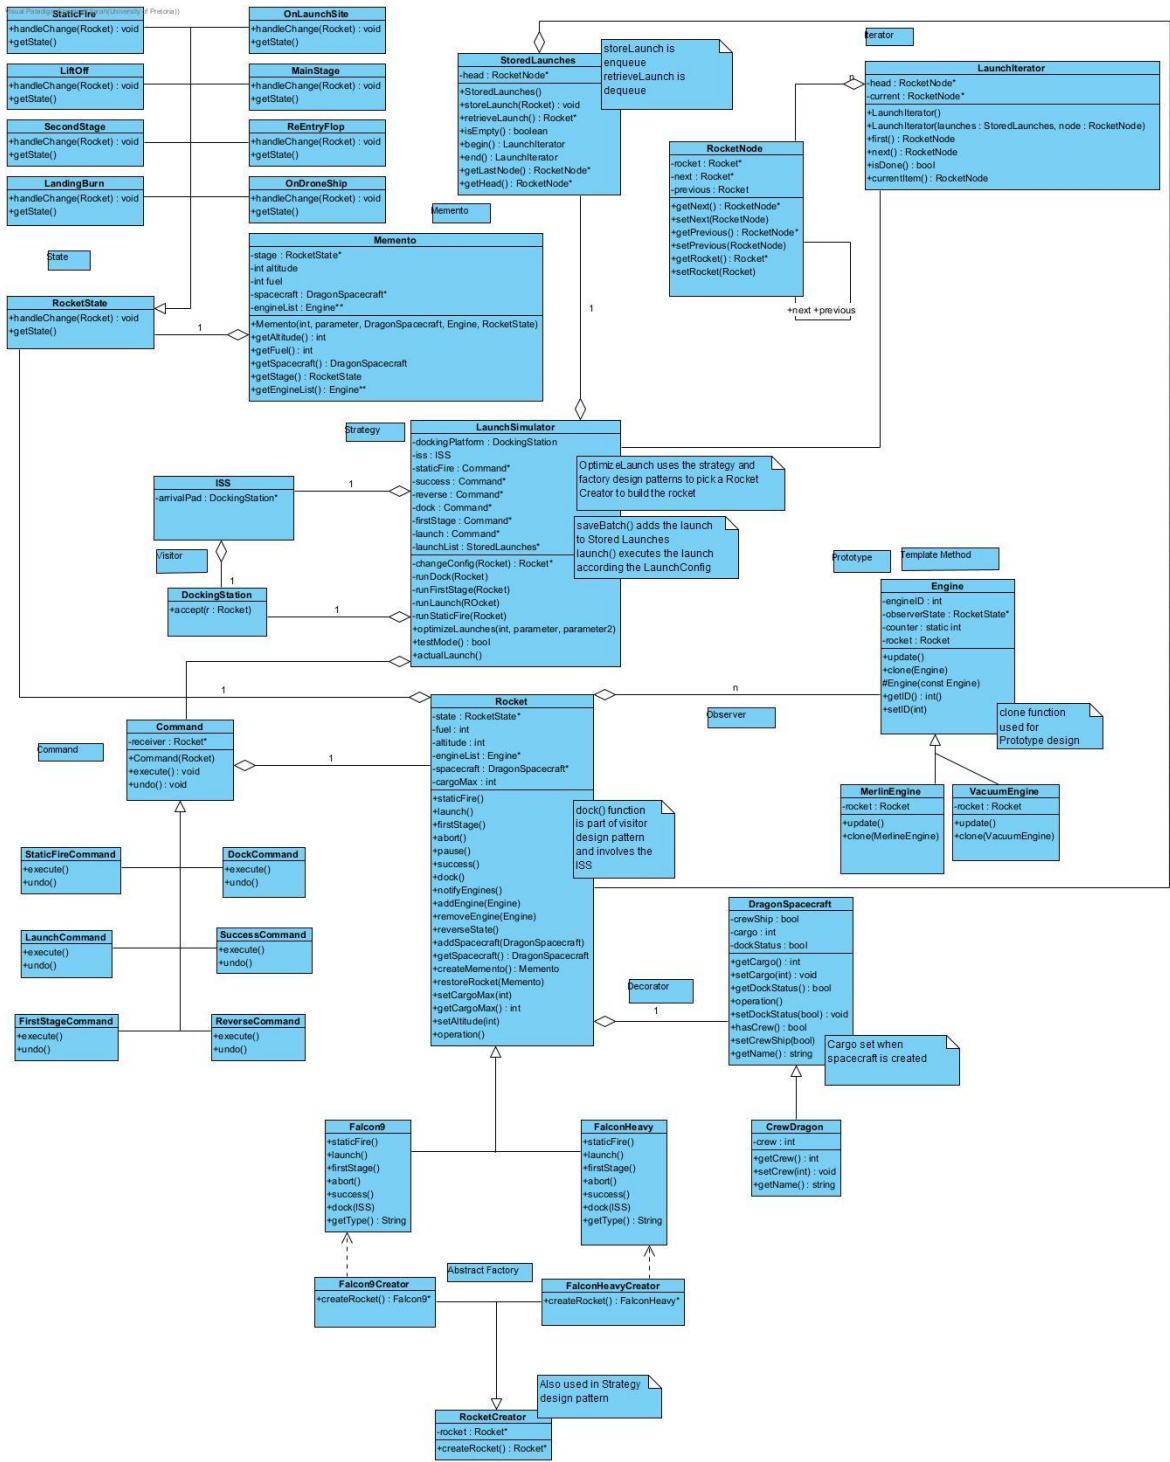 StaticFire
+handleChange(Rocket) : void
+getState()
OnLaunchSite
+handleChange(Rocket) : void
+getState()
LiftOff
+handleChange(Rocket) : void
+getState()
MainStage
+handleChange(Rocket) : void
+getState()
SecondStage
+handleChange(Rocket) : void
+getState()
ReEntryFlop
+handleChange(Rocket) : void
+getState()
LandingBurn
+handleChange(Rocket) : void
+getState()
OnDroneShip
+handleChange(Rocket) : void
+getState()
State
RocketState
+handleChange(Rocket) : void
+getState()
1
Memento
Memento
-stage : RocketState*
-int altitude
-int fuel
-spacecraft : DragonSpacecraft*
-engineList : Engine**
+Memento(int, parameter, DragonSpacecraft, Engine, RocketState)
+getAltitude() : int
+getFuel() : int
+getSpacecraft() : DragonSpacecraft
+getStage() : RocketState
+getEngineList() : Engine**
StoredLaunches
-head : RocketNode*
+StoredLaunches()
+storeLaunch(Rocket) : void
+retrieveLaunch() : Rocket*
+isEmpty() : boolean
+begin() : LaunchIterator
+end() : LaunchIterator
+getLastNode() : RocketNode*
+getHead() : RocketNode*
storeLaunch is
enqueue
retrieveLaunch is
dequeue
1
Iterator
LaunchIterator
-head : RocketNode*
-current : RocketNode*
+LaunchIterator()
+LaunchIterator(launches : StoredLaunches, node : RocketNode)
+first() : RocketNode
+next() : RocketNode
+isDone() : bool
+currentItem() : RocketNode
n
RocketNode
-rocket : Rocket*
-next : Rocket*
-previous : Rocket
+getNext() : RocketNode*
+setNext(RocketNode)
+getPrevious() : RocketNode*
+setPrevious(RocketNode)
+getRocket() : Rocket*
+setRocket(Rocket)
+next +previous
Strategy
LaunchSimulator
-dockingPlatform : DockingStation
-iss : ISS
-staticFire : Command*
-success : Command*
-reverse : Command*
-dock : Command*
-firstStage : Command*
-launch : Command*
-launchList : StoredLaunches*
-changeConfig(Rocket) : Rocket*
-runDock(Rocket)
-runFirstStage(Rocket)
-runLaunch(ROcket)
-runStaticFire(Rocket)
+optimizeLaunches(int, parameter, parameter2)
+testMode() : bool
+actualLaunch()
OptimizeLaunch uses the strategy and
factory design patterns to pick a Rocket
Creator to build the rocket
saveBatch() adds the launch
to Stored Launches
launch() executes the launch
according the LaunchConfig
ISS
-arrivalPad : DockingStation*
1
Visitor
1
DockingStation
+accept(r : Rocket)
1
Prototype
Template Method
Engine
-engineID : int
-observerState : RocketState*
-counter : static int
-rocket : Rocket
+update()
+clone(Engine)
#Engine(const Engine)
+getID() : int()
+setID(int)
clone function
used for
Prototype design
MerlinEngine
-rocket : Rocket
+update()
+clone(MerlineEngine)
VacuumEngine
-rocket : Rocket
+update()
+clone(VacuumEngine)
1
n
Observer
Command
Command
-receiver : Rocket*
+Command(Rocket)
+execute() : void
+undo() : void
1
Rocket
-state : RocketState*
-fuel : int
-altitude : int
-engineList : Engine*
-spacecraft : DragonSpacecraft*
-cargoMax : int
+staticFire()
+launch()
+firstStage()
+abort()
+pause()
+success()
+dock()
+notifyEngines()
+addEngine(Engine)
+removeEngine(Engine)
+reverseState()
+addSpacecraft(DragonSpacecraft)
+getSpacecraft() : DragonSpacecraft
+createMemento() : Memento
+restoreRocket(Memento)
+setCargoMax(int)
+getCargoMax() : int
+setAltitude(int)
+operation()
dock() function
is part of visitor
design pattern
and involves the
ISS
StaticFireCommand
+execute()
+undo()
DockCommand
+execute()
+undo()
LaunchCommand
+execute()
+undo()
SuccessCommand
+execute()
+undo()
FirstStageCommand
+execute()
+undo()
ReverseCommand
+execute()
+undo()
Decorator
1
DragonSpacecraft
-crewShip : bool
-cargo : int
-dockStatus : bool
+getCargo() : int
+setCargo(int) : void
+getDockStatus() : bool
+operation()
+setDockStatus(bool) : void
+hasCrew() : bool
+setCrewShip(bool)
+getName() : string
Cargo set when
spacecraft is created
CrewDragon
-crew : int
+getCrew() : int
+setCrew(int) : void
+getName() : string
Falcon9
+staticFire()
+launch()
+firstStage()
+abort()
+success()
+dock(ISS)
+getType() : String
FalconHeavy
+staticFire()
+launch()
+firstStage()
+abort()
+success()
+dock(ISS)
+getType() : String
Abstract Factory
Falcon9Creator
+createRocket() : Falcon9*
FalconHeavyCreator
+createRocket() : FalconHeavy*
Also used in Strategy
design pattern
RocketCreator
-rocket : Rocket*
+createRocket() : Rocket*